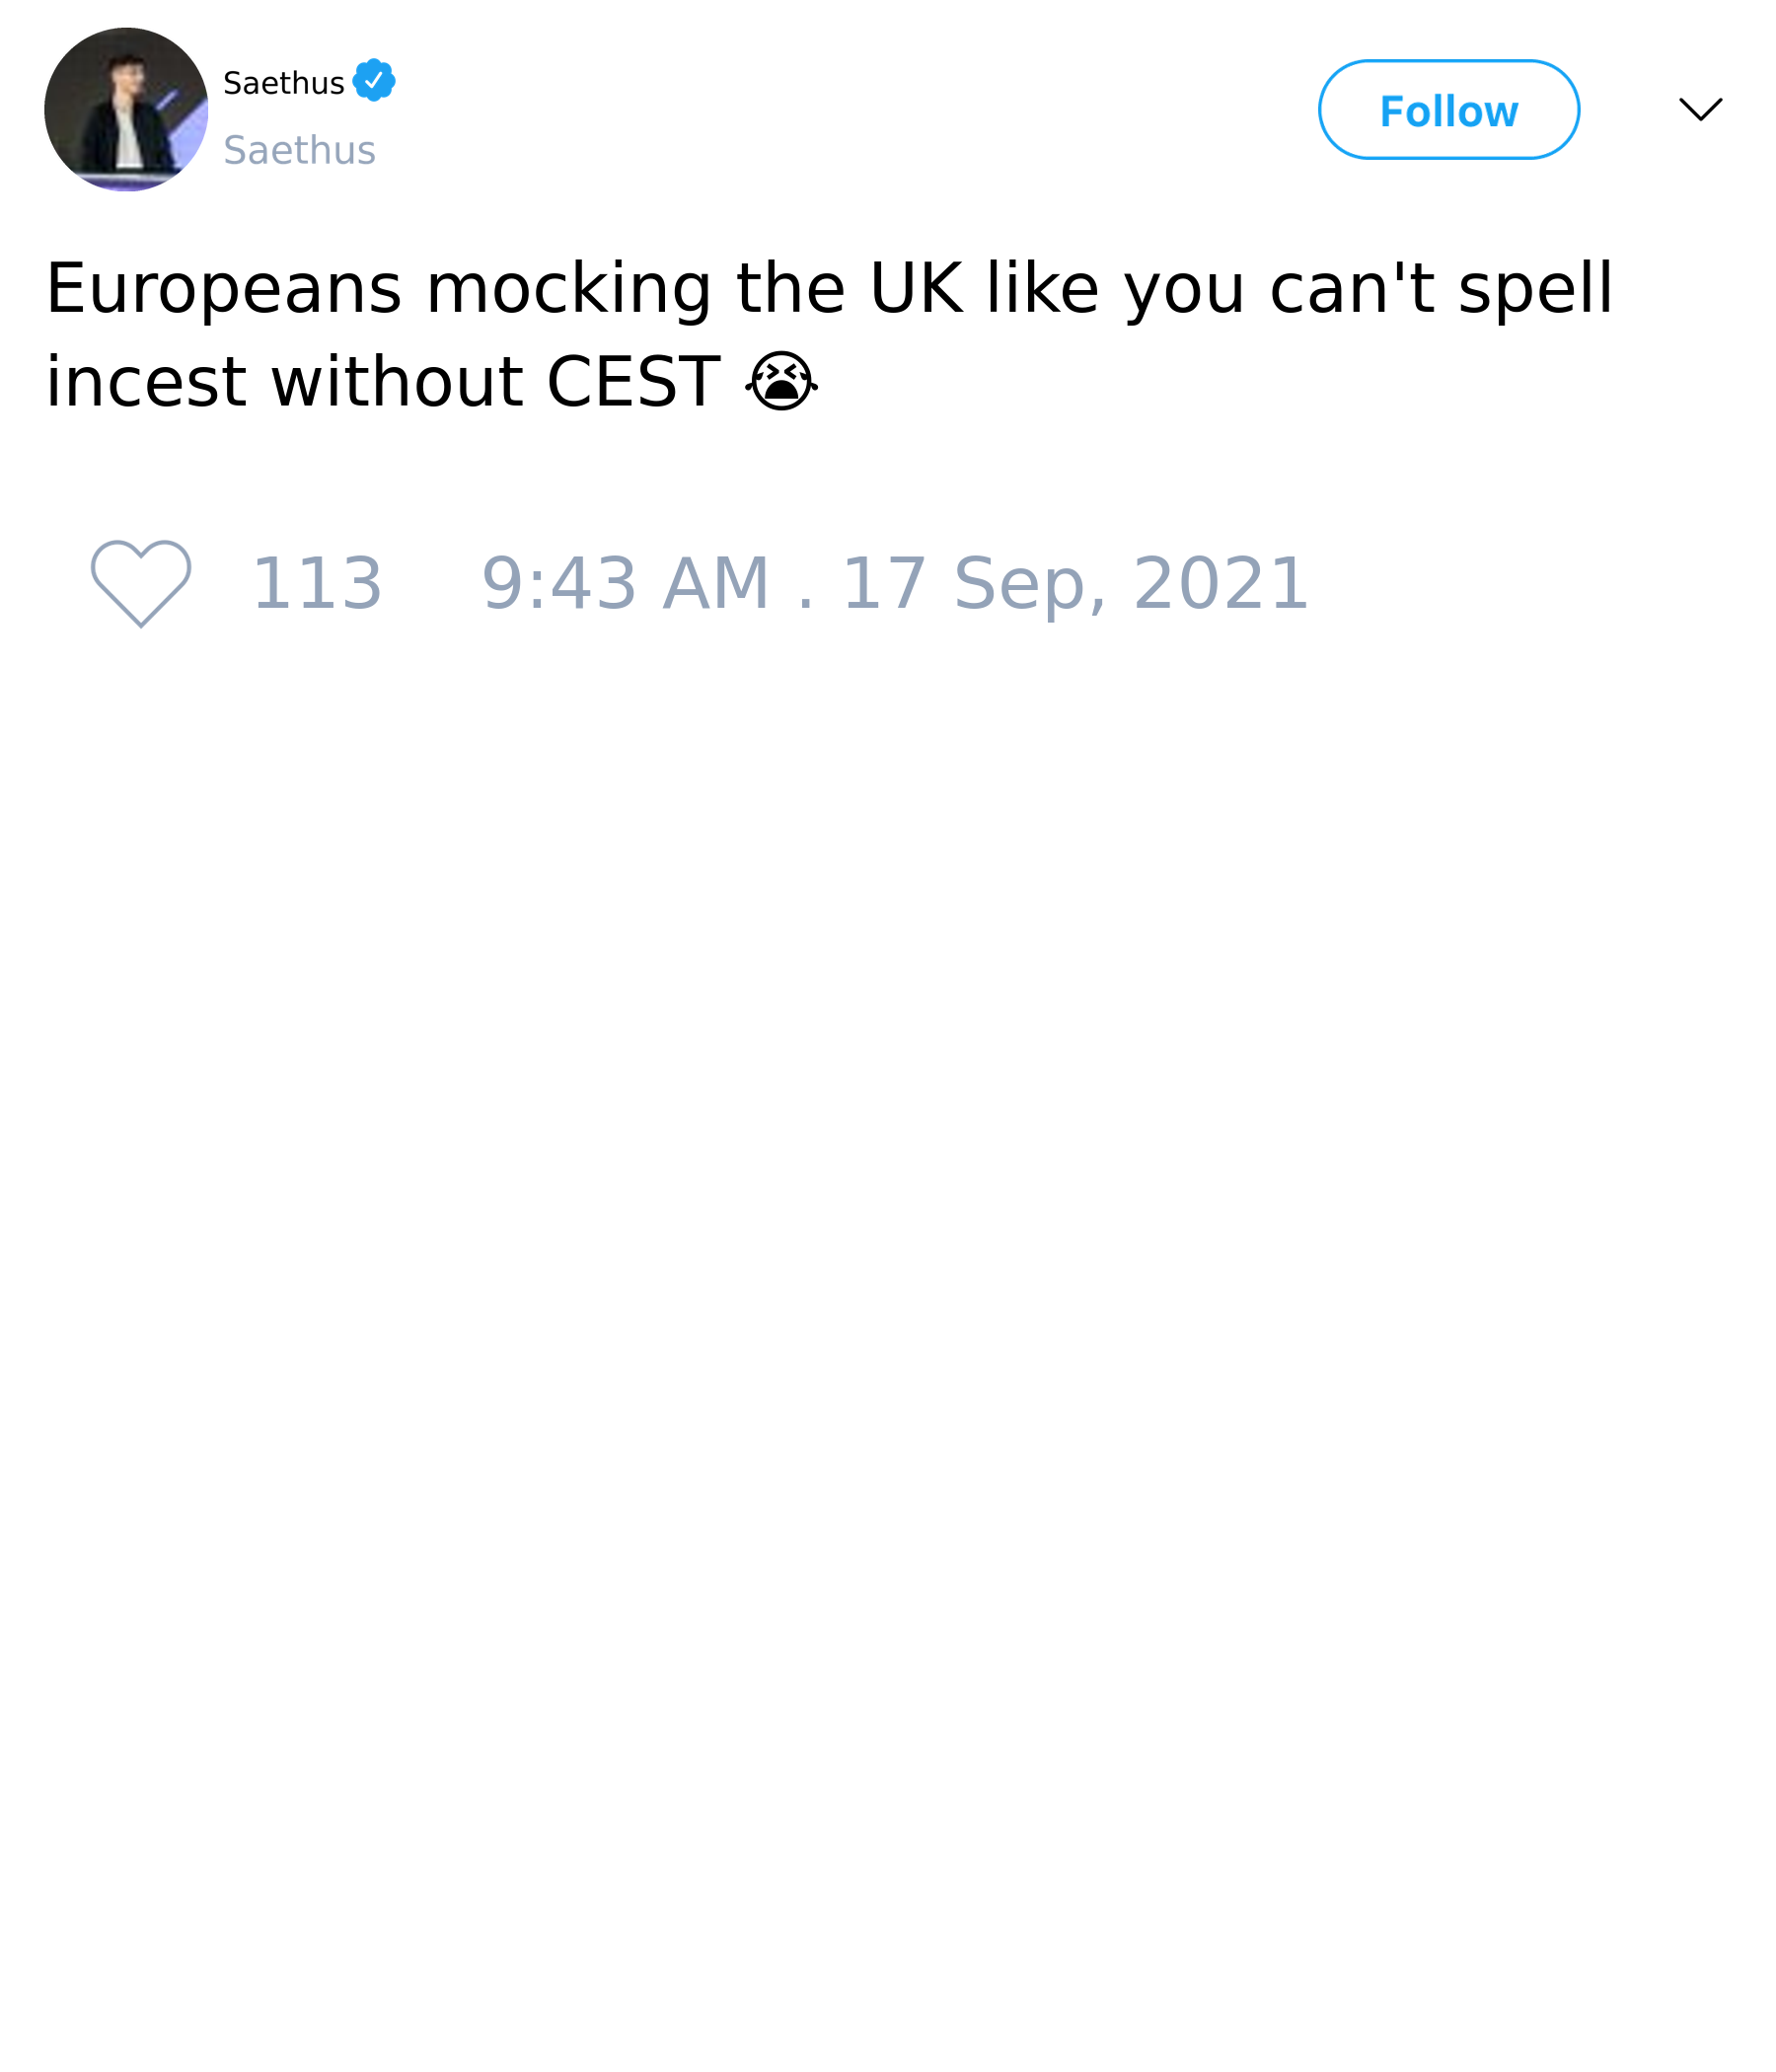 Saethus
Saethus
Follow
Europeans mocking the UK like you can't spell
incest without CEST 😭
113 9:43 AM . 17 Sep, 2021